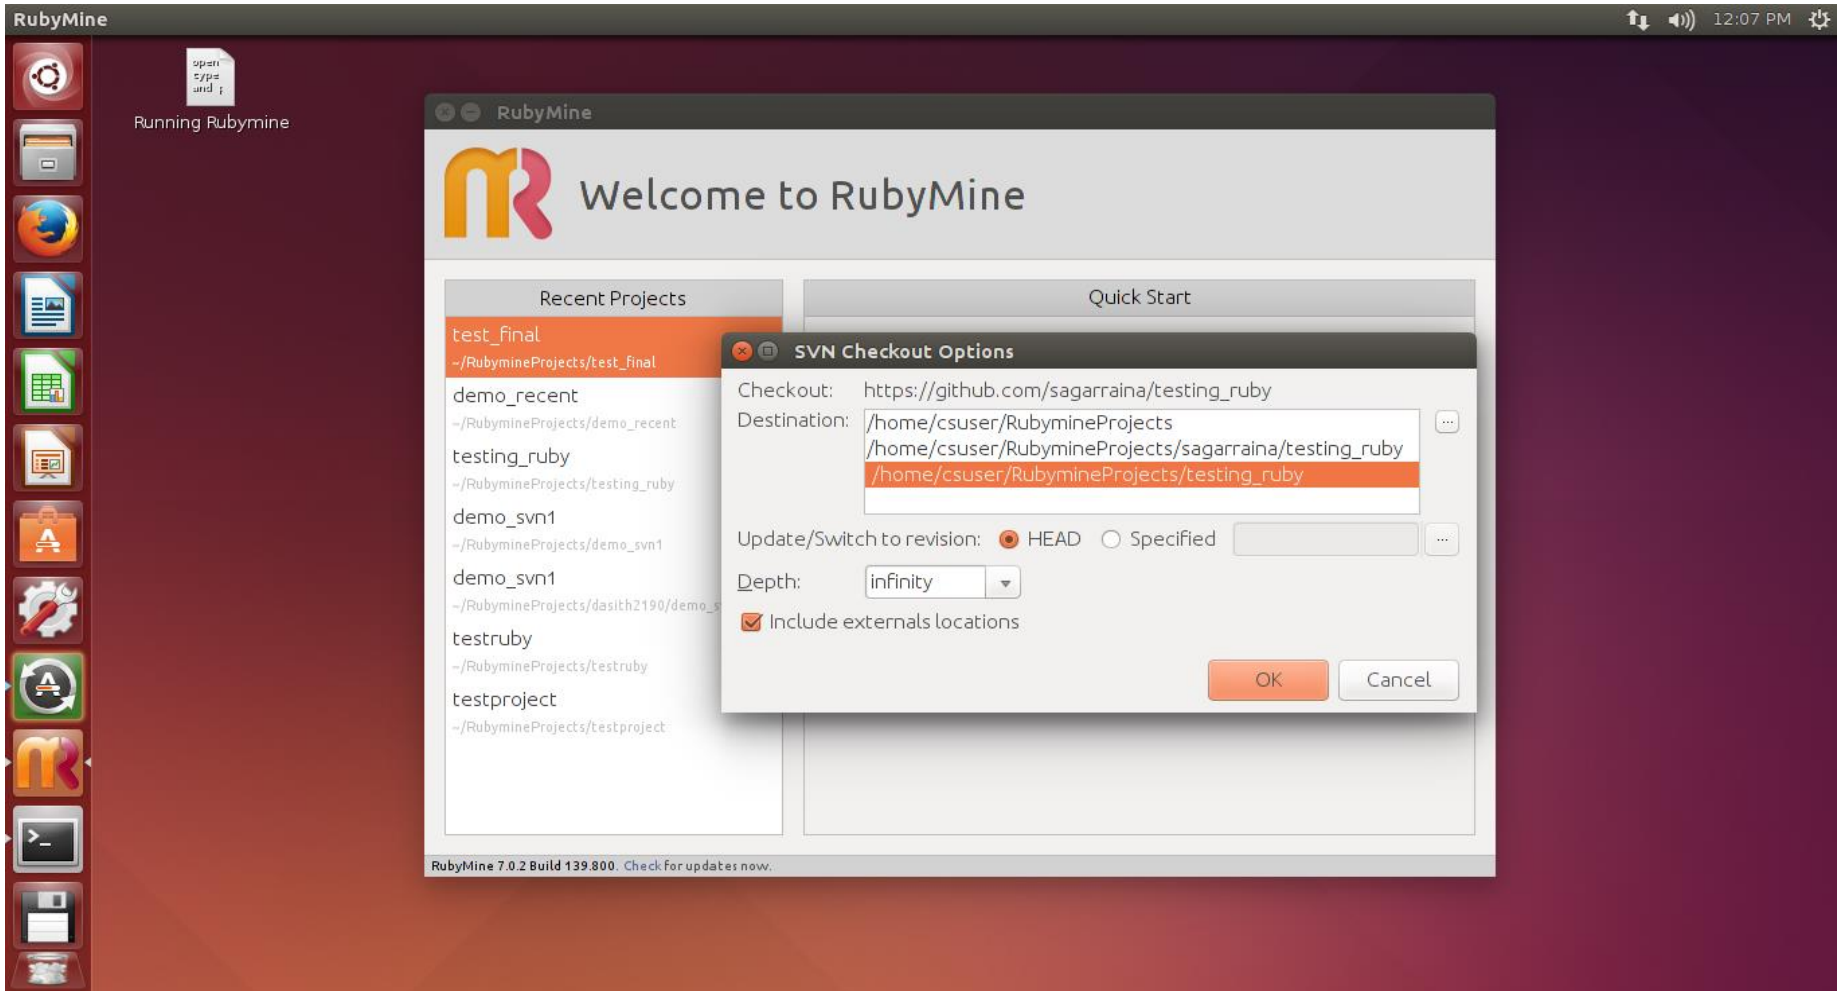 RubyMine
12:07 PM
open
type
and ;
Running Rubymine
RubyMine
Welcome to RubyMine
Recent Projects
test_final
~/RubymineProjects/test_final
demo_recent
~/RubymineProjects/demo_recent
testing_ruby
~/RubymineProjects/testing_ruby
demo_svn1
~/RubymineProjects/demo_svn1
demo_svn1
~/RubymineProjects/dasith2190/demo_s
testruby
~/RubymineProjects/testruby
testproject
~/RubymineProjects/testproject
Quick Start
SVN Checkout Options
Checkout: https://github.com/sagarraina/testing_ruby
Destination: /home/csuser/RubymineProjects
/home/csuser/RubymineProjects/sagarraina/testing_ruby
/home/csuser/RubymineProjects/testing_ruby
Update/Switch to revision: HEAD Specified ...
Depth: infinity
Include externals locations
OK Cancel
RubyMine 7.0.2 Build 139.800. Check for updates now.